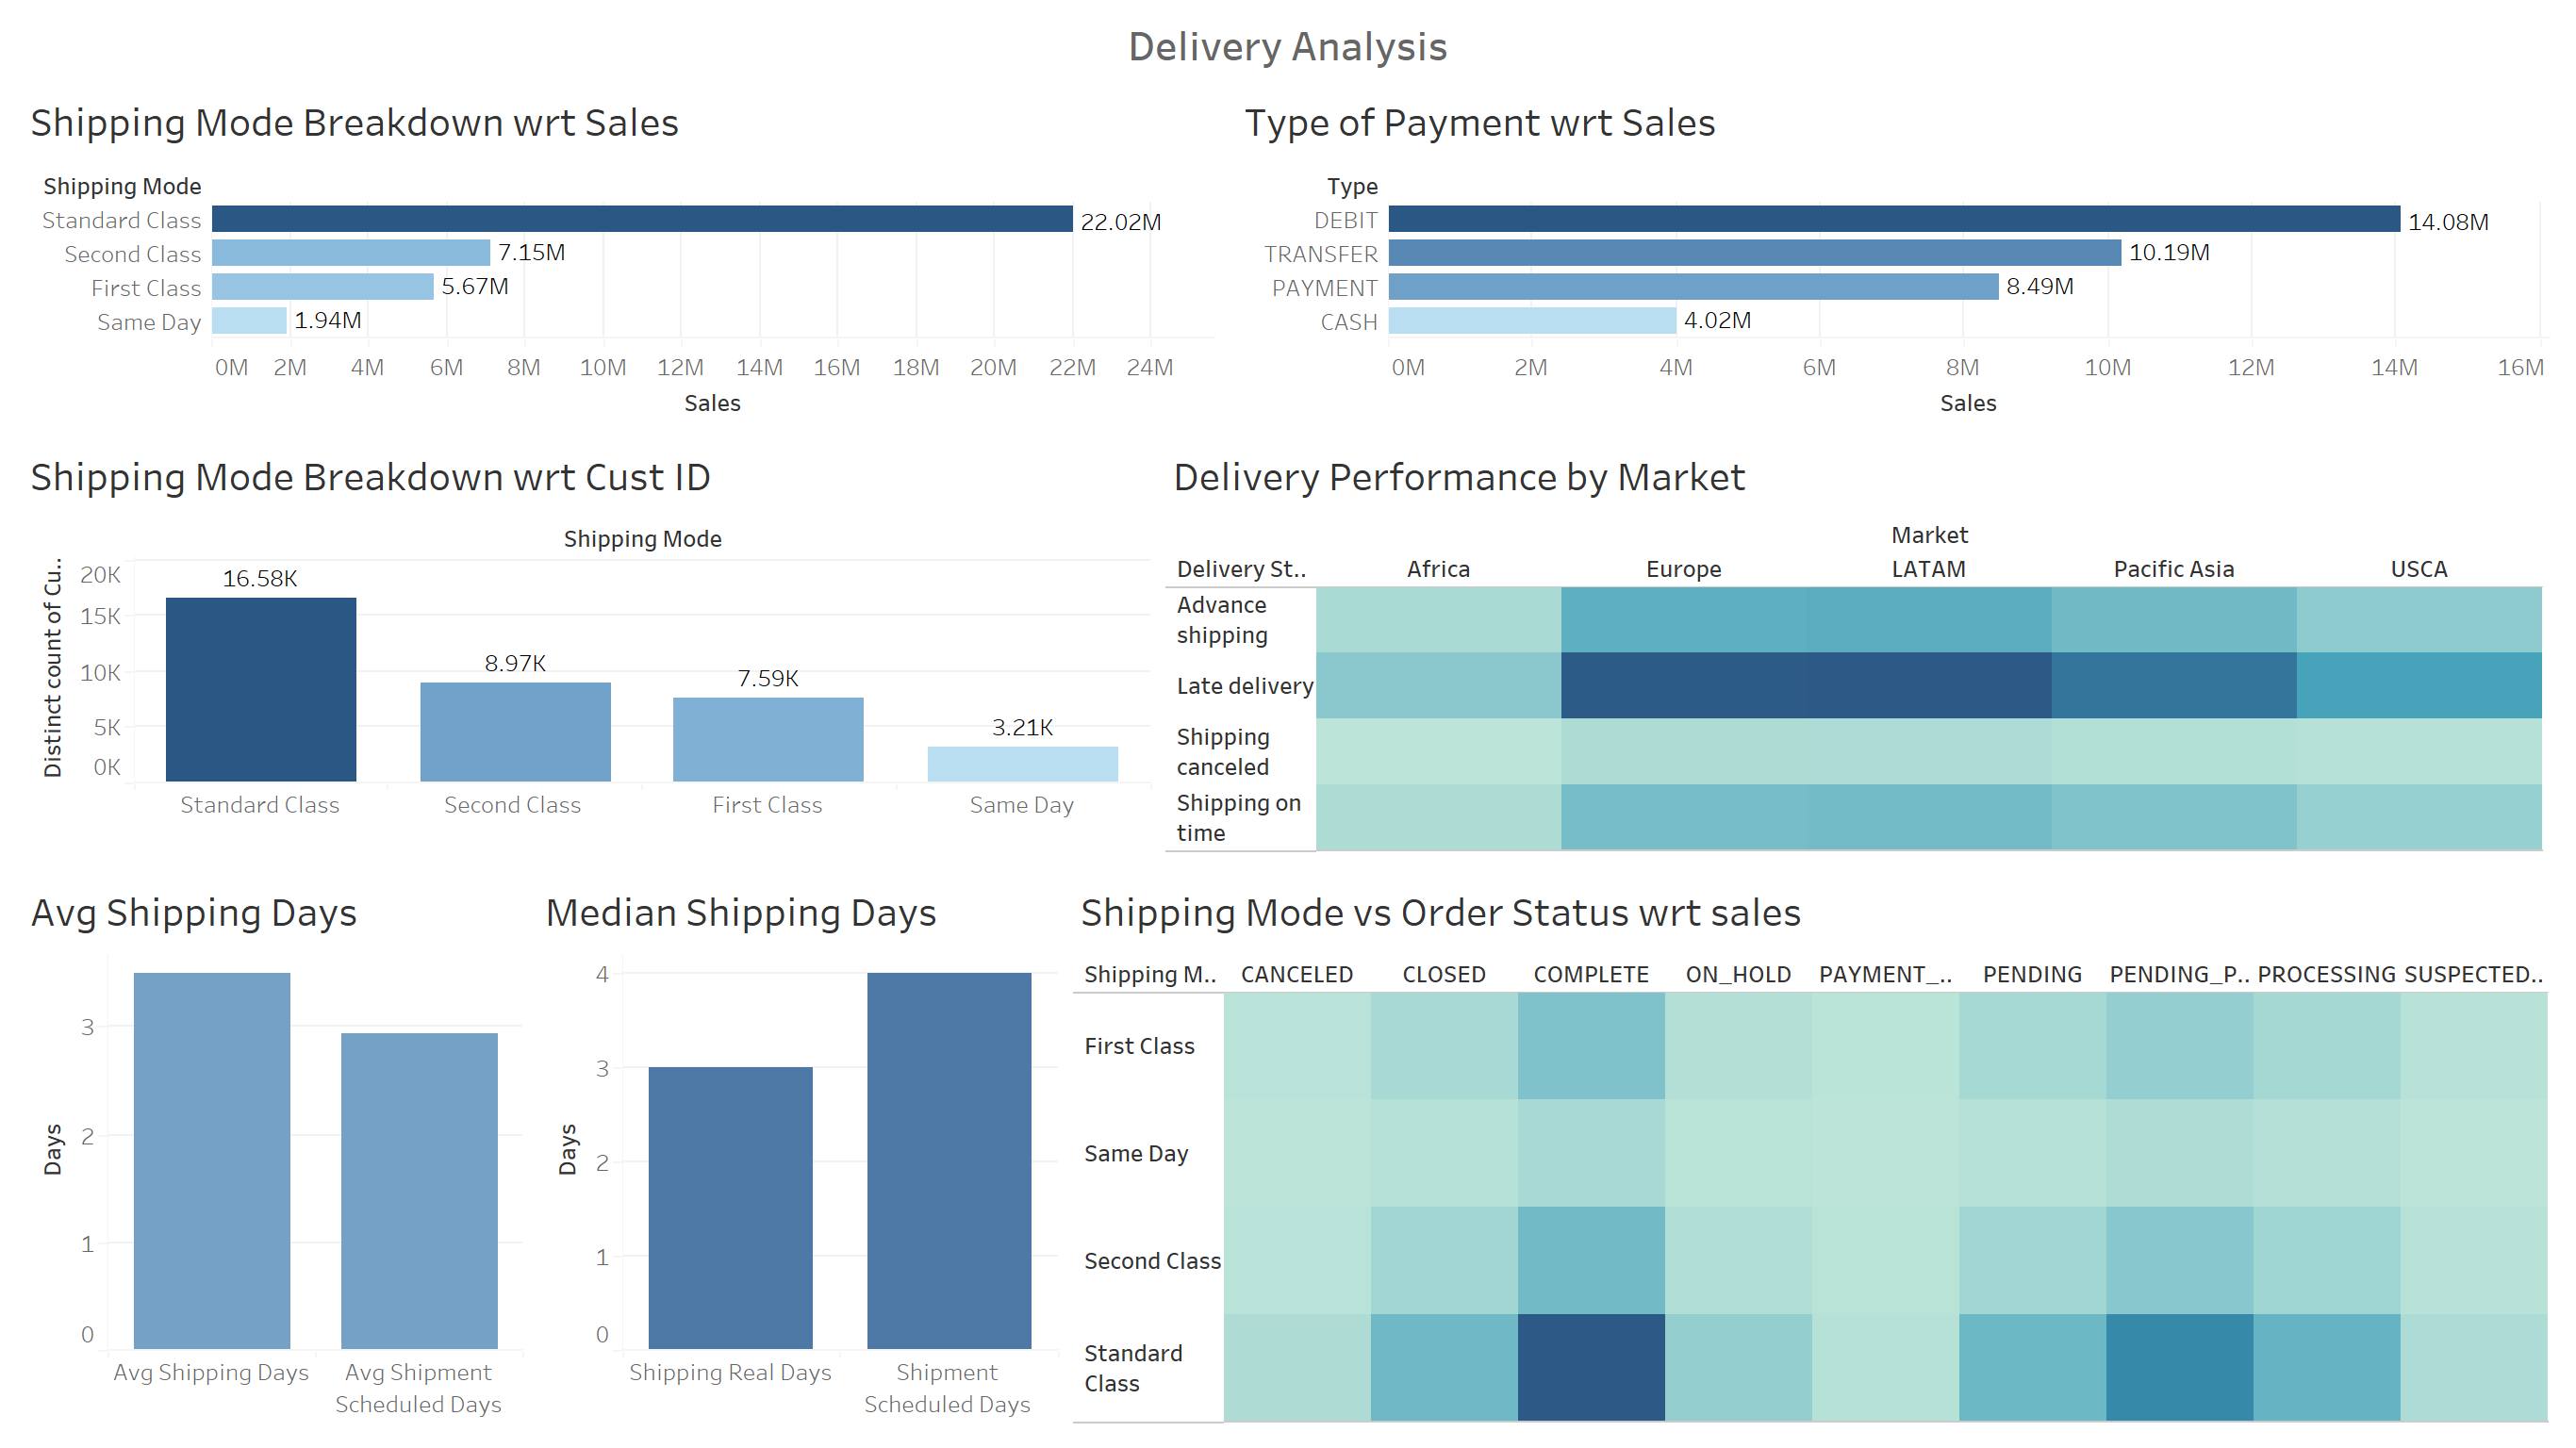 Delivery Analysis
Shipping Mode Breakdown wrt Sales
Shipping Mode
Standard Class 22.02M
Second Class 7.15M
First Class 5.67M
Same Day 1.94M
0M 2M 4M 6M 8M 10M 12M 14M 16M 18M 20M 22M 24M
Sales
Type of Payment wrt Sales
Type
DEBIT 14.08M
TRANSFER 10.19M
PAYMENT 8.49M
CASH 4.02M
0M 2M 4M 6M 8M 10M 12M 14M 16M
Sales
Shipping Mode Breakdown wrt Cust ID
Shipping Mode
Distinct count of Cu..
20K
15K
10K
5K
0K
16.58K
8.97K
7.59K
3.21K
Standard Class Second Class First Class Same Day
Delivery Performance by Market
Market
Delivery St.. Africa Europe LATAM Pacific Asia USCA
Advance
shipping
Late delivery
Shipping
canceled
Shipping on
time
Avg Shipping Days
Days
3
2
1
0
Avg Shipping Days
Avg Shipment
Scheduled Days
Median Shipping Days
Days
4
3
2
1
0
Shipping Real Days
Shipment
Scheduled Days
Shipping Mode vs Order Status wrt sales
Shipping M.. CANCELED CLOSED COMPLETE ON_HOLD PAYMENT_.. PENDING PENDING_P.. PROCESSING SUSPECTED..
First Class
Same Day
Second Class
Standard
Class